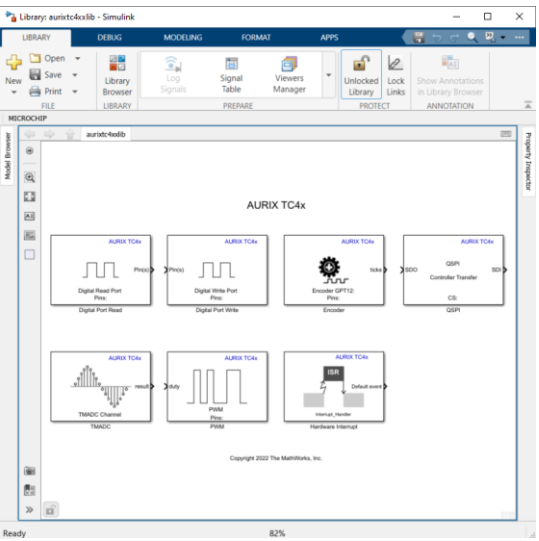 Library: aurixtc4xxlib - Simulink
LIBRARY DEBUG MODELING FORMAT APPS
New
Open
Save
Print
FILE
Library Browser
LIBRARY
Log Signals
Signal Table
Viewers Manager
PREPARE
Unlocked Library
Lock Links
PROTECT
Show Annotations in Library Browser
ANNOTATION
MICROCHIP
Model Browser
aurixtc4xxlib
Property Inspector
AURIX TC4x
AURIX TC4x
Pin(s)
Digital Read Port
Pins:
Digital Port Read
AURIX TC4x
Pin(s)
Digital Write Port
Pins:
Digital Port Write
AURIX TC4x
ticks
Encoder GPT12:
Pins:
Encoder
AURIX TC4x
SDO
QSPI
Controller Transfer
CS:
SDI
QSPI
AURIX TC4x
result
TMADC Channel
TMADC
AURIX TC4x
duty
PWM
Pins:
PWM
AURIX TC4x
ISR
Default event
Interrupt_Handler
Hardware Interrupt
Copyright 2022 The MathWorks, Inc.
Ready
82%